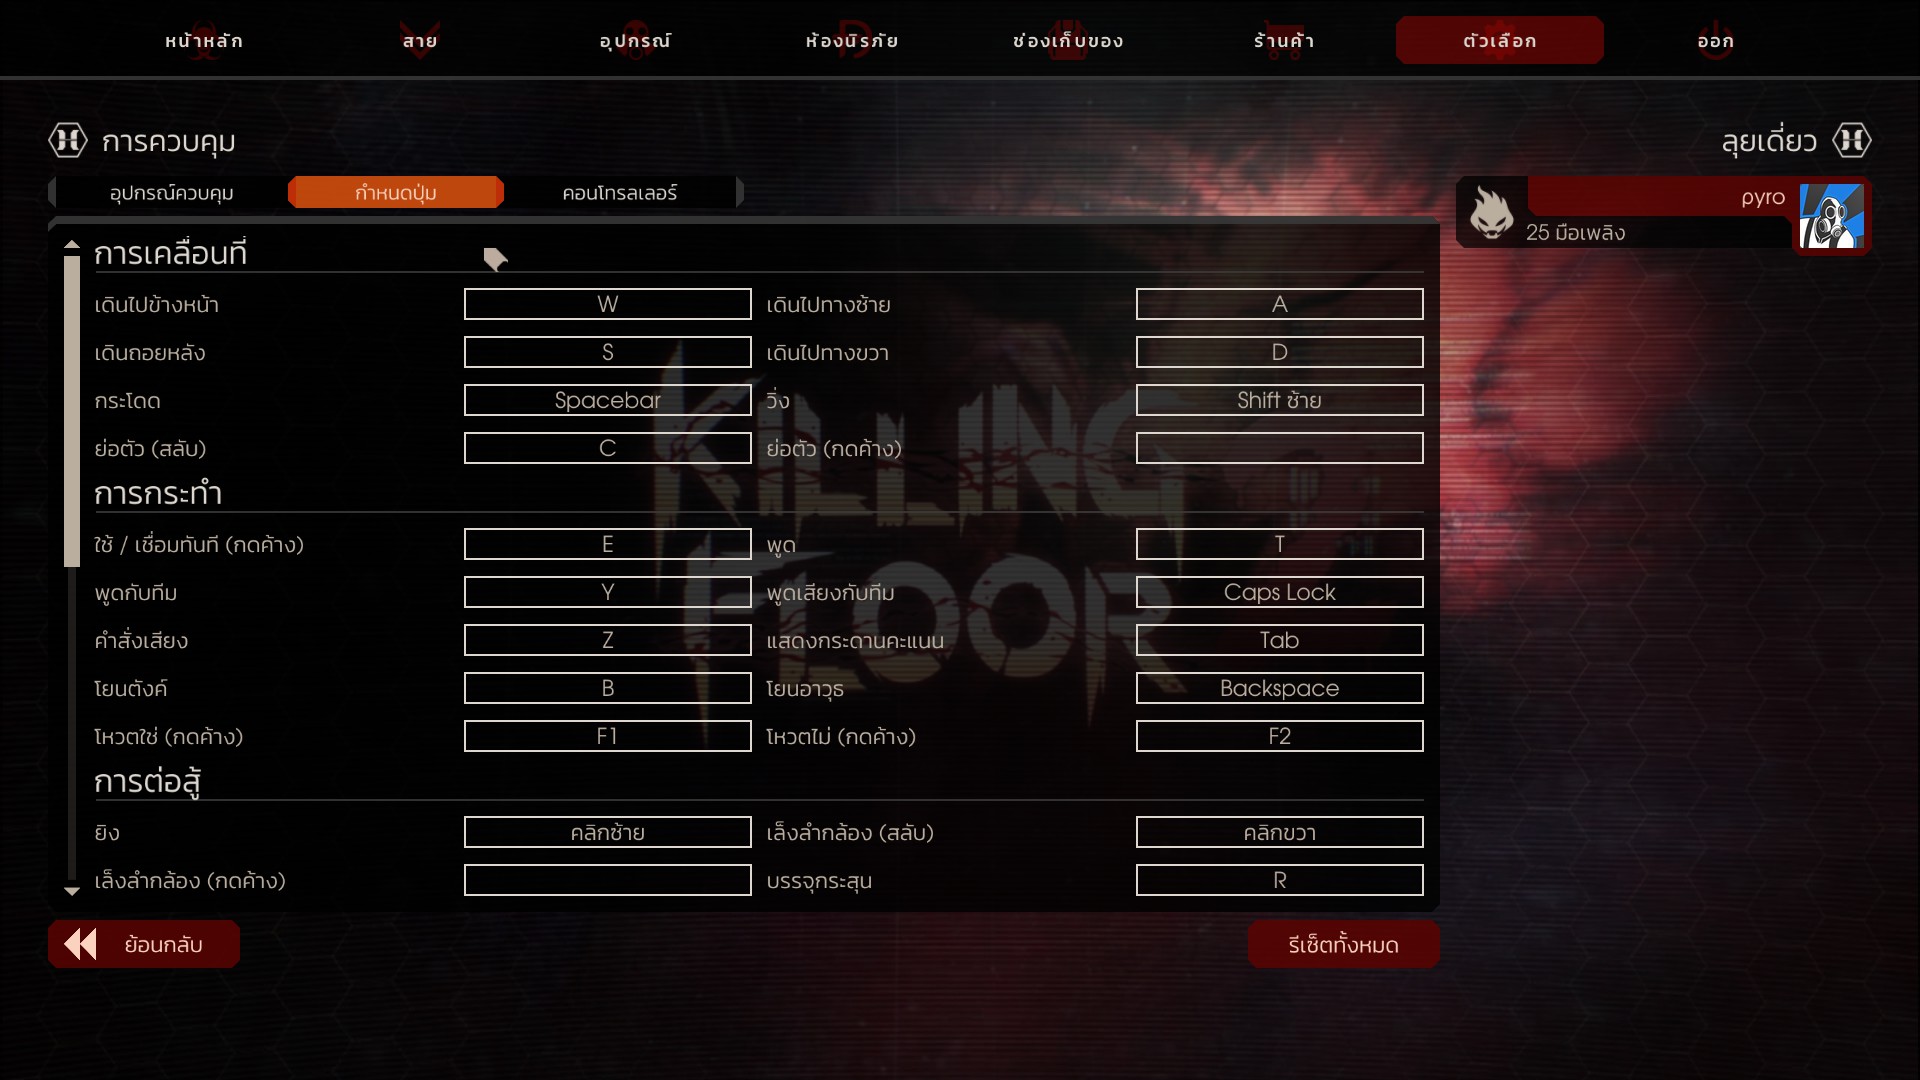 หน้าหลัก สาย อุปกรณ์ ห้องนิรภัย ช่องเก็บของ ร้านค้า ตัวเลือก ออก
การควบคุม
ลุยเดี่ยว
อุปกรณ์ควบคุม กำหนดปุ่ม คอนโทรลเลอร์
pyro
25 มือเพลิง
การเคลื่อนที่
เดินไปข้างหน้า W เดินไปทางซ้าย A
เดินถอยหลัง S เดินไปทางขวา D
กระโดด Spacebar วิ่ง Shift ซ้าย
ย่อตัว (สลับ) C ย่อตัว (กดค้าง)
การกระทำ
ใช้ / เชื่อมทันที (กดค้าง) E พูด T
พูดกับทีม Y พูดเสียงกับทีม Caps Lock
คำสั่งเสียง Z แสดงกระดานคะแนน Tab
โยนตังค์ B โยนอาวุธ Backspace
โหวตใช่ (กดค้าง) F1 โหวตไม่ (กดค้าง) F2
การต่อสู้
ยิง คลิกซ้าย เล็งลำกล้อง (สลับ) คลิกขวา
เล็งลำกล้อง (กดค้าง) บรรจุกระสุน R
ย้อนกลับ รีเซ็ตทั้งหมด
KILLING
FLOOR